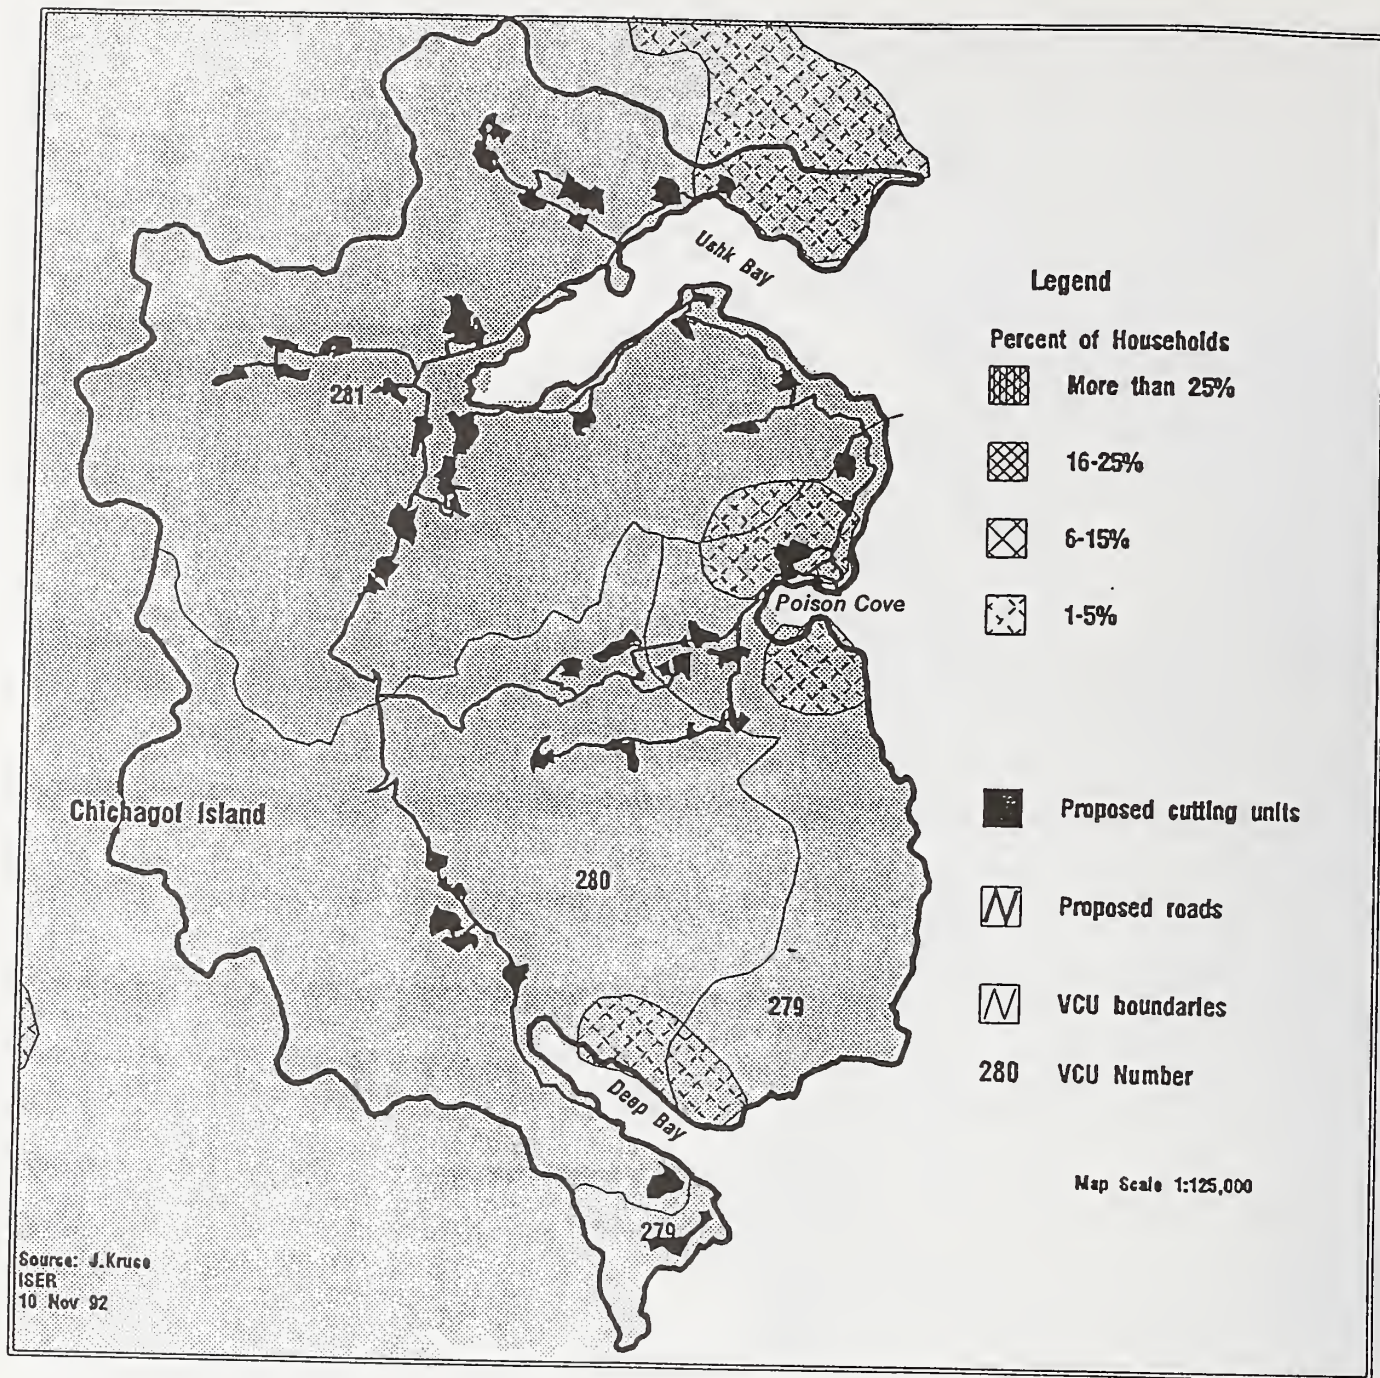 Ushk Bay
281
Poison Cove
Chichagof Island
280
279
Deep Bay
279
Source: J.Kruse
ISER
10 Nov 92
Legend
Percent of Households
More than 25%
16-25%
6-15%
1-5%
Proposed cutting units
Proposed roads
VCU boundaries
280 VCU Number
Map Scale 1:125,000